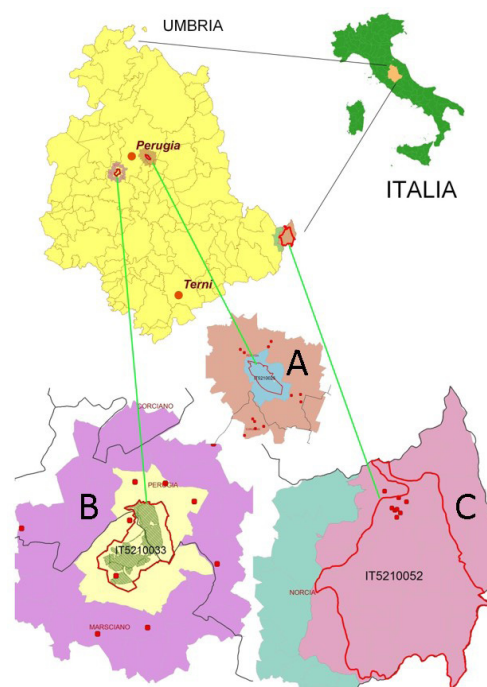 UMBRIA
ITALIA
Perugia
Terni
A
CORCIANO
B
PERUGIA
IT5210033
MARSCIANO
C
IT5210052
NORCIA